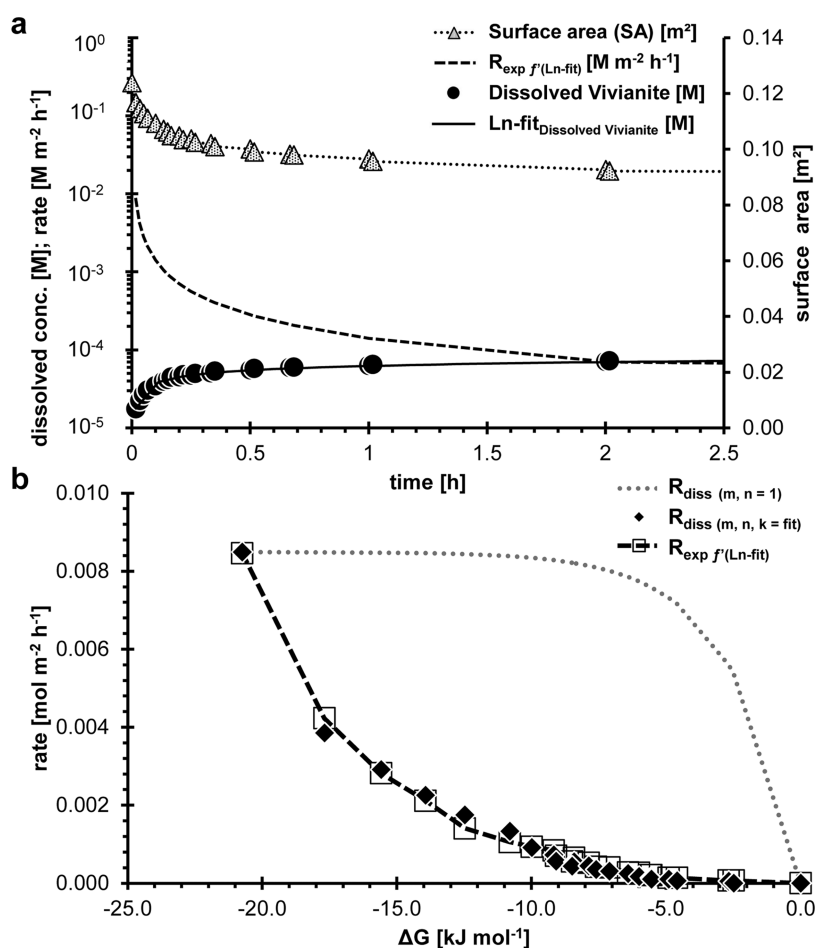 a
10⁰
10⁻¹
10⁻²
10⁻³
10⁻⁴
10⁻⁵
dissolved conc. [M]; rate [M m⁻² h⁻¹]
Surface area (SA) [m²]
R_exp f'(Ln-fit) [M m⁻² h⁻¹]
Dissolved Vivianite [M]
Ln-fit_Dissolved Vivianite [M]
0.14
0.12
0.10
0.08
0.06
0.04
0.02
0.00
surface area [m²]
0 0.5 1.0 1.5 2 2.5
time [h]
b
0.010
0.008
0.006
0.004
0.002
0.000
rate [mol m⁻² h⁻¹]
R_diss (m, n = 1)
R_diss (m, n, k = fit)
R_exp f'(Ln-fit)
-25.0 -20.0 -15.0 -10.0 -5.0 0.0
ΔG [kJ mol⁻¹]